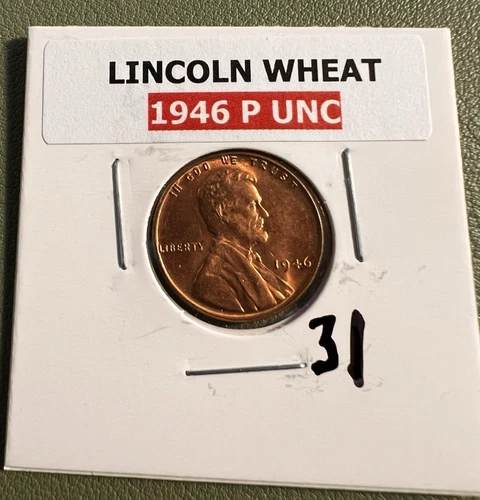 LINCOLN WHEAT
1946 P UNC
IN GOD WE TRUST
LIBERTY
1946
31